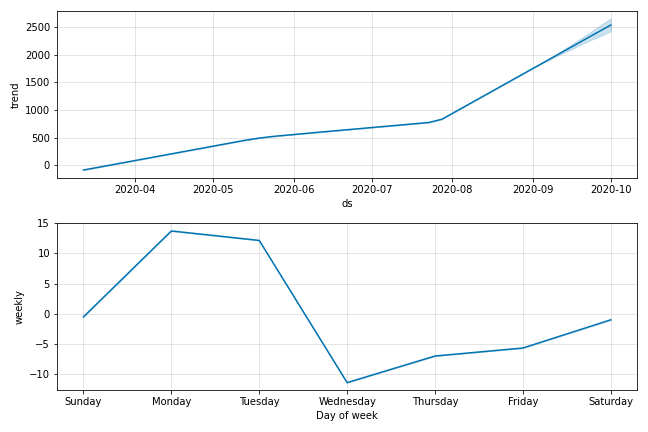 2500
2000
1500
1000
500
0
trend
2020-04 2020-05 2020-06 2020-07 2020-08 2020-09 2020-10
ds
15
10
5
0
−5
−10
weekly
Sunday Monday Tuesday Wednesday Thursday Friday Saturday
Day of week